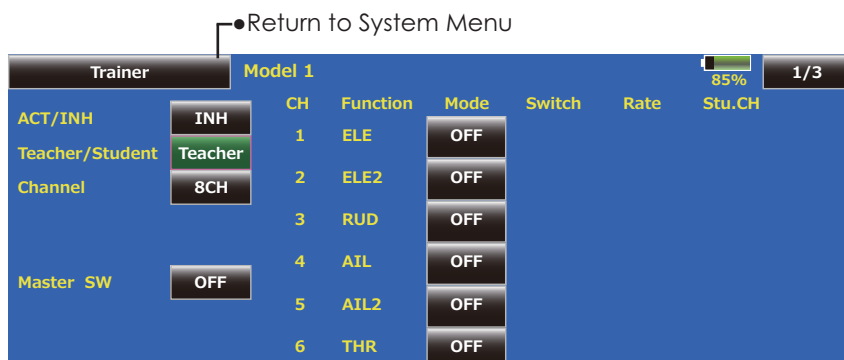 ●Return to System Menu
Trainer Model 1 85% 1/3
CH Function Mode Switch Rate Stu.CH
ACT/INH INH
1 ELE OFF
Teacher/Student Teacher
2 ELE2 OFF
Channel 8CH
3 RUD OFF
4 AIL OFF
Master SW OFF
5 AIL2 OFF
6 THR OFF